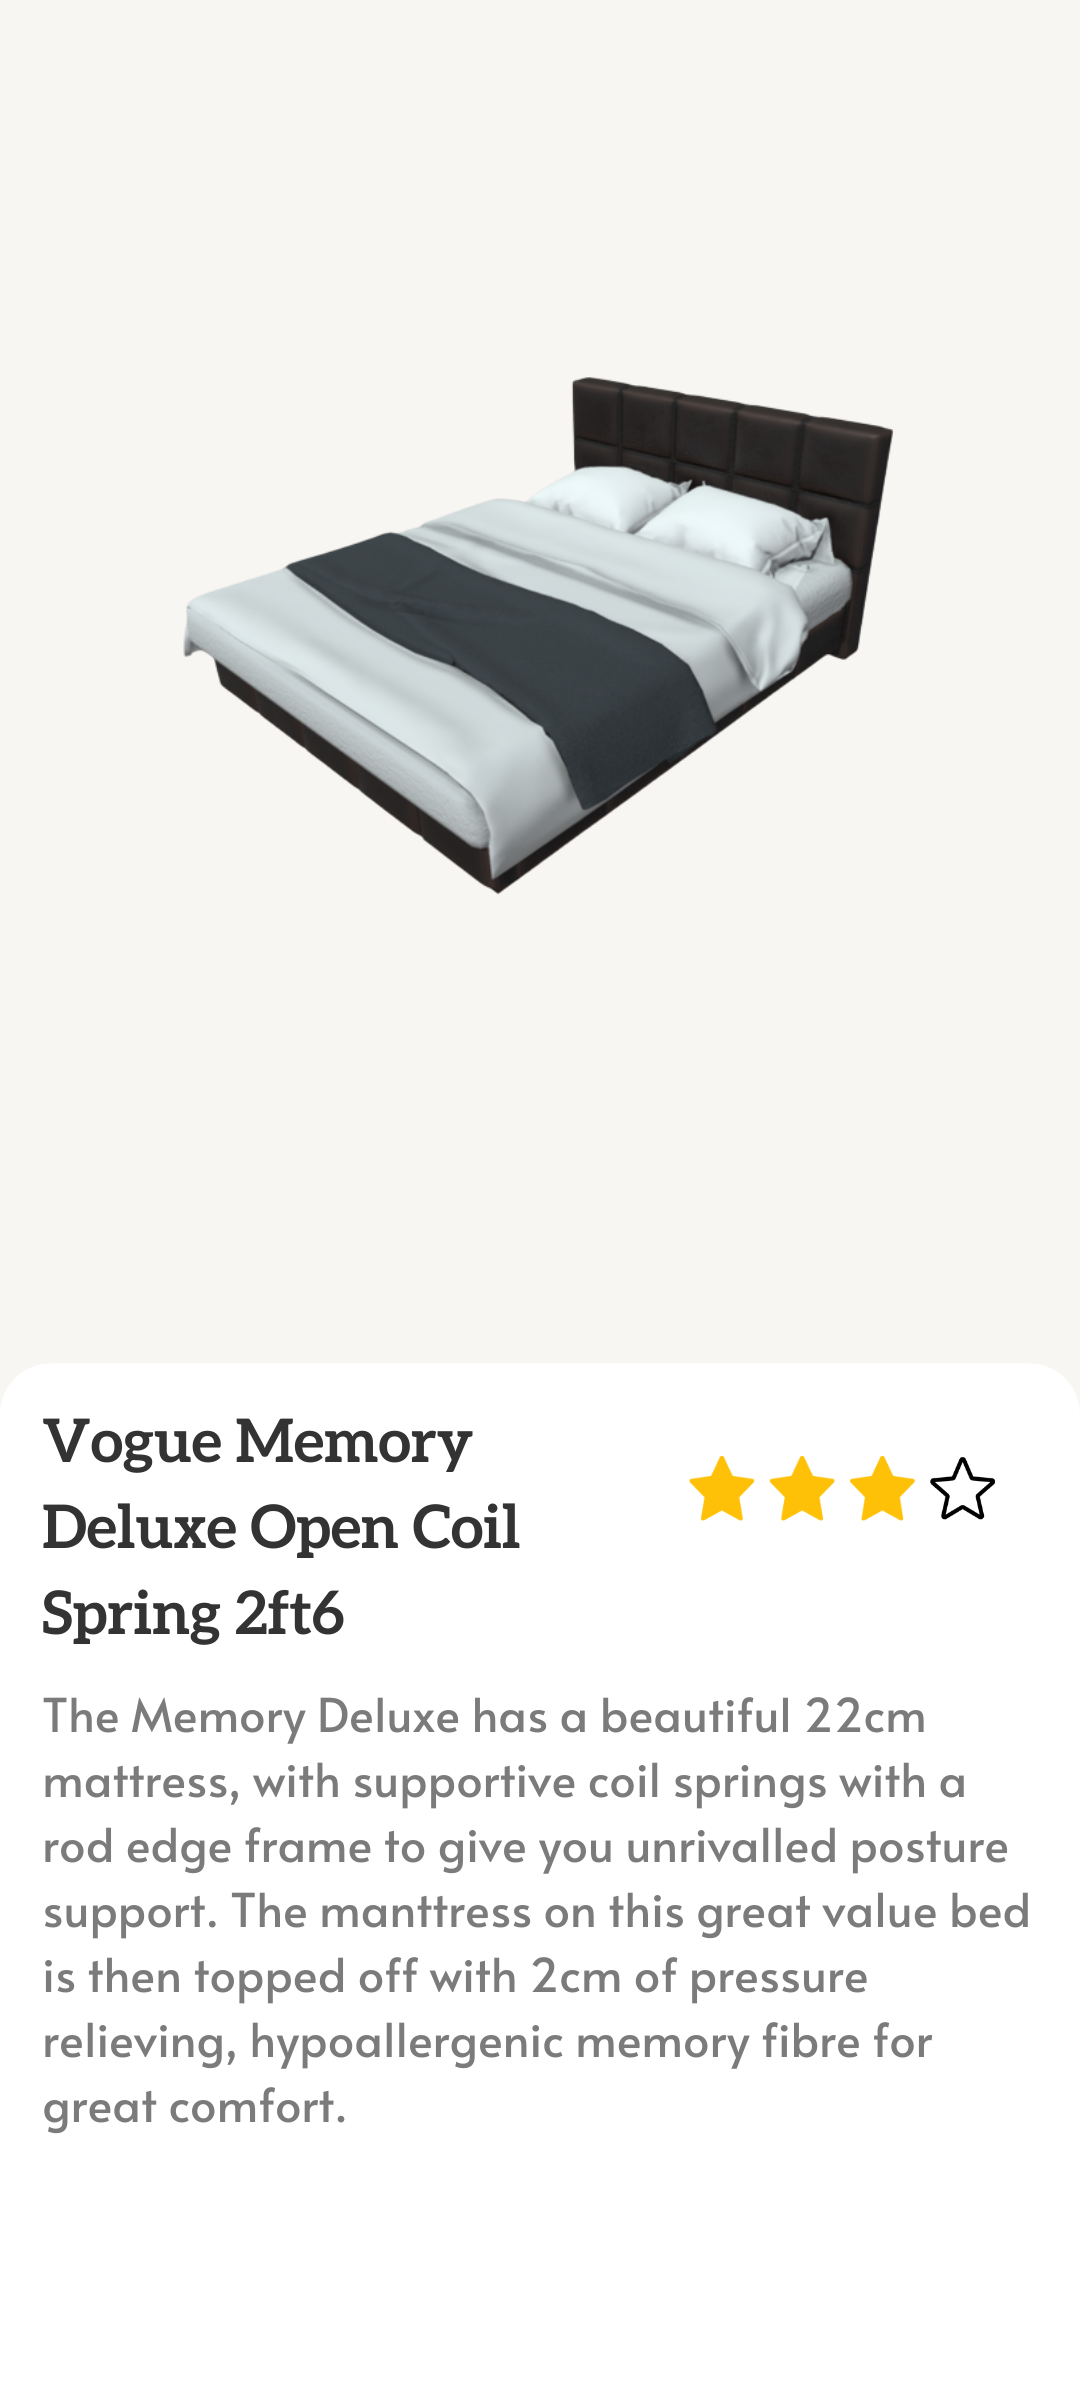 Vogue Memory
Deluxe Open Coil
Spring 2ft6
The Memory Deluxe has a beautiful 22cm
mattress, with supportive coil springs with a
rod edge frame to give you unrivalled posture
support. The manttress on this great value bed
is then topped off with 2cm of pressure
relieving, hypoallergenic memory fibre for
great comfort.